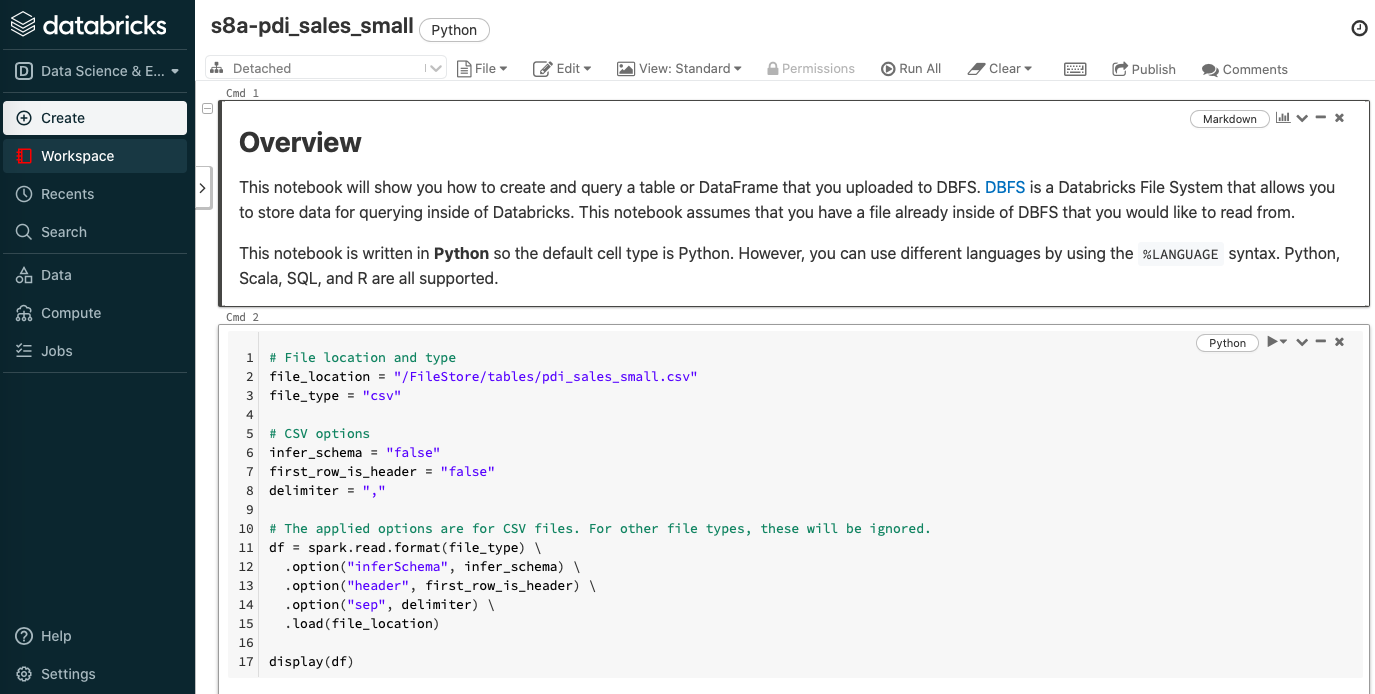 databricks
Data Science & E...
Create
Workspace
Recents
Search
Data
Compute
Jobs
Help
Settings
s8a-pdi_sales_small
Python
Detached
File
Edit
View: Standard
Permissions
Run All
Clear
Publish
Comments
Cmd 1
Markdown
Overview
This notebook will show you how to create and query a table or DataFrame that you uploaded to DBFS. DBFS is a Databricks File System that allows you
to store data for querying inside of Databricks. This notebook assumes that you have a file already inside of DBFS that you would like to read from.
This notebook is written in Python so the default cell type is Python. However, you can use different languages by using the %LANGUAGE syntax. Python,
Scala, SQL, and R are all supported.
Cmd 2
Python
1 # File location and type
2 file_location = "/FileStore/tables/pdi_sales_small.csv"
3 file_type = "csv"
4
5 # CSV options
6 infer_schema = "false"
7 first_row_is_header = "false"
8 delimiter = ","
9
10 # The applied options are for CSV files. For other file types, these will be ignored.
11 df = spark.read.format(file_type) \
12   .option("inferSchema", infer_schema) \
13   .option("header", first_row_is_header) \
14   .option("sep", delimiter) \
15   .load(file_location)
16
17 display(df)